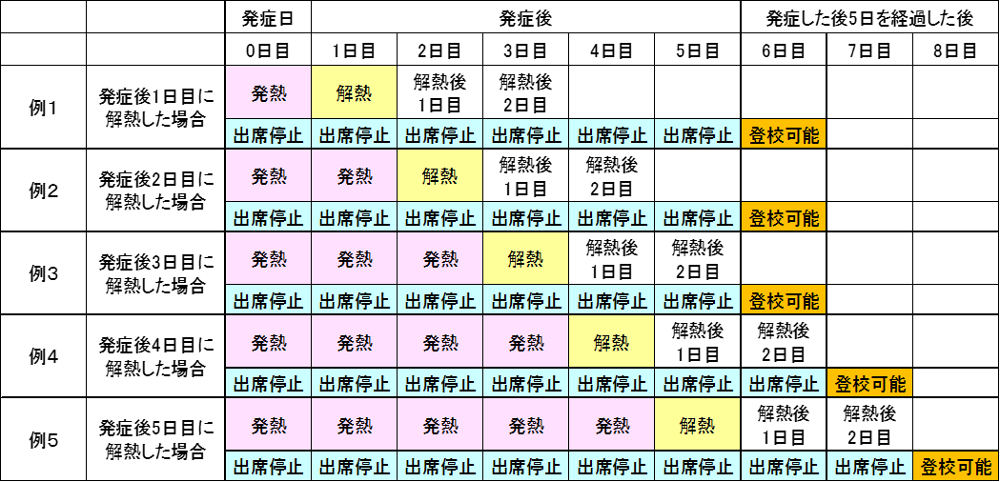 発症日 発症後 発症した後5日を経過した後
0日目 1日目 2日目 3日目 4日目 5日目 6日目 7日目 8日目
例1
発症後1日目に
解熱した場合
発熱 解熱
解熱後
1日目
解熱後
2日目
出席停止 出席停止 出席停止 出席停止 出席停止 出席停止 登校可能
例2
発症後2日目に
解熱した場合
発熱 発熱 解熱
解熱後
1日目
解熱後
2日目
出席停止 出席停止 出席停止 出席停止 出席停止 出席停止 登校可能
例3
発症後3日目に
解熱した場合
発熱 発熱 発熱 解熱
解熱後
1日目
解熱後
2日目
出席停止 出席停止 出席停止 出席停止 出席停止 出席停止 登校可能
例4
発症後4日目に
解熱した場合
発熱 発熱 発熱 発熱 解熱
解熱後
1日目
解熱後
2日目
出席停止 出席停止 出席停止 出席停止 出席停止 出席停止 出席停止 登校可能
例5
発症後5日目に
解熱した場合
発熱 発熱 発熱 発熱 発熱 解熱
解熱後
1日目
解熱後
2日目
出席停止 出席停止 出席停止 出席停止 出席停止 出席停止 出席停止 出席停止 登校可能